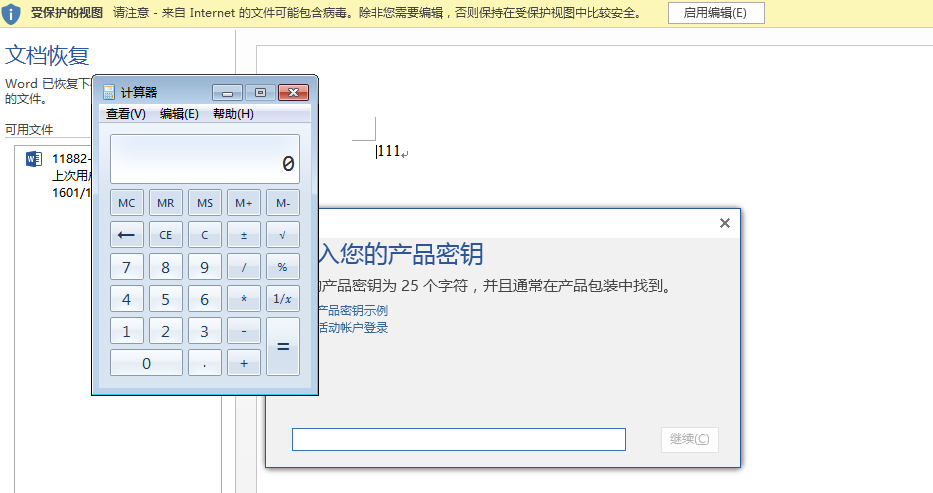 受保护的视图 请注意 - 来自 Internet 的文件可能包含病毒。除非您需要编辑，否则保持在受保护视图中比较安全。 启用编辑(E)
文档恢复
Word 已恢复下
的文件。
可用文件
11882-
上次用
1601/1
计算器
查看(V) 编辑(E) 帮助(H)
0
MC MR MS M+ M-
← CE C ± √
7 8 9 / %
4 5 6 * 1/x
1 2 3 - =
0 . +
111
入您的产品密钥
产品密钥为 25 个字符，并且通常在产品包装中找到。
产品密钥示例
活动帐户登录
继续(C)